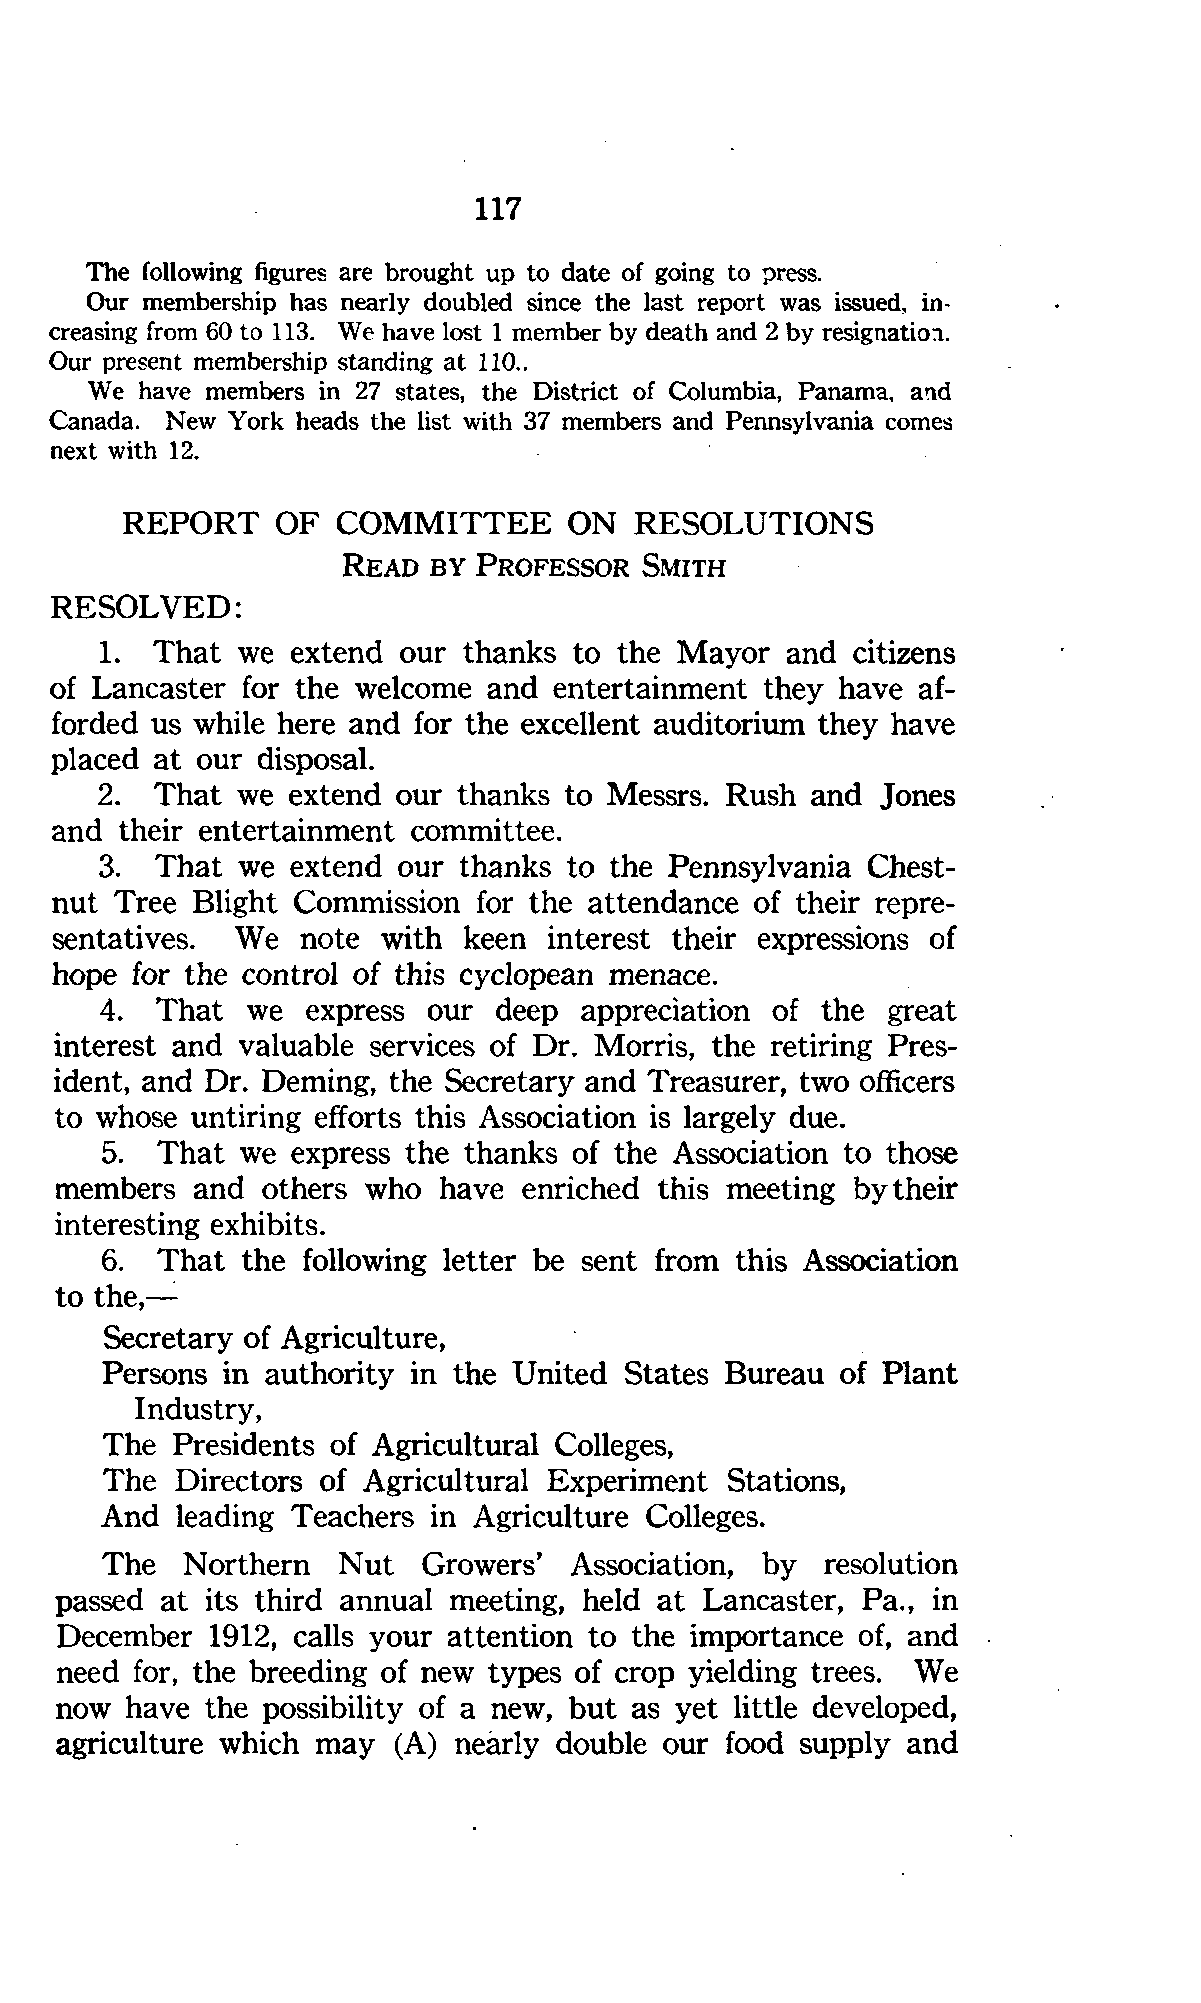 117
The following figures are brought up to date of going to press.
Our membership has nearly doubled since the last report was issued, in-
creasing from 60 to 113. We have lost 1 member by death and 2 by resignation.
Our present membership standing at 110..
We have members in 27 states, the District of Columbia, Panama, and
Canada. New York heads the list with 37 members and Pennsylvania comes
next with 12.
REPORT OF COMMITTEE ON RESOLUTIONS
READ BY PROFESSOR SMITH
RESOLVED:
1. That we extend our thanks to the Mayor and citizens
of Lancaster for the welcome and entertainment they have af-
forded us while here and for the excellent auditorium they have
placed at our disposal.
2. That we extend our thanks to Messrs. Rush and Jones
and their entertainment committee.
3. That we extend our thanks to the Pennsylvania Chest-
nut Tree Blight Commission for the attendance of their repre-
sentatives. We note with keen interest their expressions of
hope for the control of this cyclopean menace.
4. That we express our deep appreciation of the great
interest and valuable services of Dr. Morris, the retiring Pres-
ident, and Dr. Deming, the Secretary and Treasurer, two officers
to whose untiring efforts this Association is largely due.
5. That we express the thanks of the Association to those
members and others who have enriched this meeting by their
interesting exhibits.
6. That the following letter be sent from this Association
to the,—
Secretary of Agriculture,
Persons in authority in the United States Bureau of Plant
Industry,
The Presidents of Agricultural Colleges,
The Directors of Agricultural Experiment Stations,
And leading Teachers in Agriculture Colleges.
The Northern Nut Growers' Association, by resolution
passed at its third annual meeting, held at Lancaster, Pa., in
December 1912, calls your attention to the importance of, and
need for, the breeding of new types of crop yielding trees. We
now have the possibility of a new, but as yet little developed,
agriculture which may (A) nearly double our food supply and